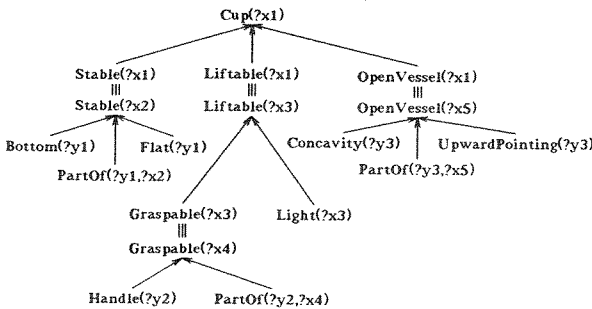 Cup(?x1)
Stable(?x1) Liftable(?x1) OpenVessel(?x1)
Stable(?x2) Liftable(?x3) OpenVessel(?x5)
Bottom(?y1) Flat(?y1) Concavity(?y3) UpwardPointing(?y3)
PartOf(?y1,?x2) PartOf(?y3,?x5)
Graspable(?x3) Light(?x3)
Graspable(?x4)
Handle(?y2) PartOf(?y2,?x4)